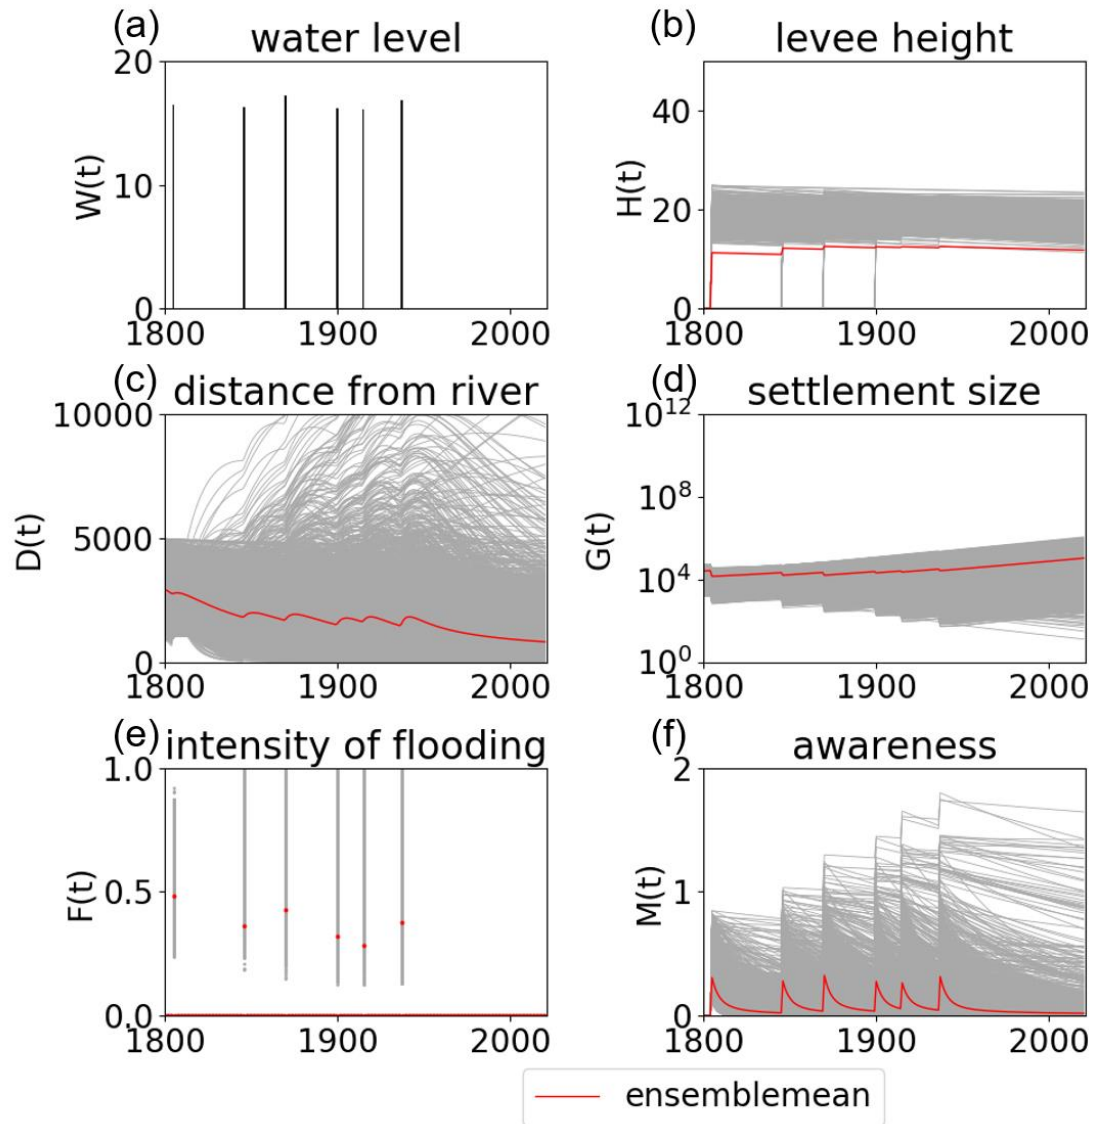 (a) water level
20
10
0
W(t)
1800 1900 2000
(b) levee height
40
20
0
H(t)
1800 1900 2000
(c) distance from river
10000
5000
0
D(t)
1800 1900 2000
(d) settlement size
10^12
10^8
10^4
10^0
G(t)
1800 1900 2000
(e) intensity of flooding
1.0
0.5
0.0
F(t)
1800 1900 2000
(f) awareness
2
1
0
M(t)
1800 1900 2000
ensemblemean